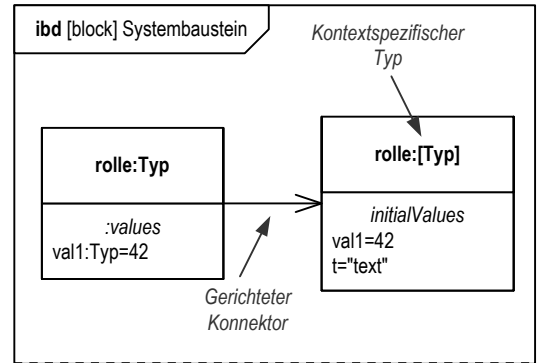 ibd [block] Systembaustein
Kontextspezifischer
Typ
rolle:Typ
:values
val1:Typ=42
rolle:[Typ]
initialValues
val1=42
t="text"
Gerichteter
Konnektor